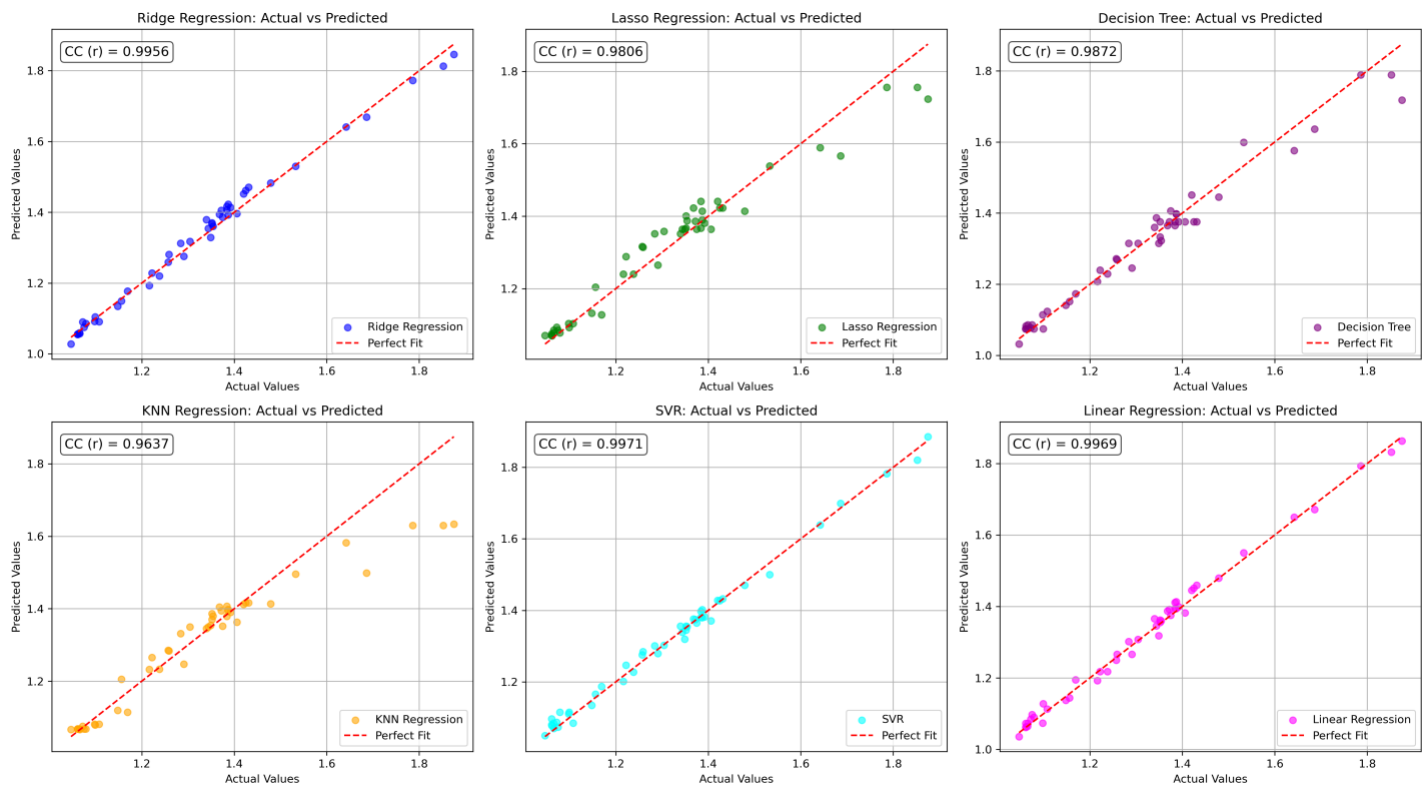 Ridge Regression: Actual vs Predicted
CC (r) = 0.9956
Predicted Values
1.8
1.6
1.4
1.2
1.0
Ridge Regression
Perfect Fit
1.2 1.4 1.6 1.8
Actual Values
Lasso Regression: Actual vs Predicted
CC (r) = 0.9806
Predicted Values
1.8
1.6
1.4
1.2
Lasso Regression
Perfect Fit
1.2 1.4 1.6 1.8
Actual Values
Decision Tree: Actual vs Predicted
CC (r) = 0.9872
Predicted Values
1.8
1.6
1.4
1.2
1.0
Decision Tree
Perfect Fit
1.2 1.4 1.6 1.8
Actual Values
KNN Regression: Actual vs Predicted
CC (r) = 0.9637
Predicted Values
1.8
1.6
1.4
1.2
1.0
KNN Regression
Perfect Fit
1.2 1.4 1.6 1.8
Actual Values
SVR: Actual vs Predicted
CC (r) = 0.9971
Predicted Values
1.8
1.6
1.4
1.2
SVR
Perfect Fit
1.2 1.4 1.6 1.8
Actual Values
Linear Regression: Actual vs Predicted
CC (r) = 0.9969
Predicted Values
1.8
1.6
1.4
1.2
1.0
Linear Regression
Perfect Fit
1.2 1.4 1.6 1.8
Actual Values